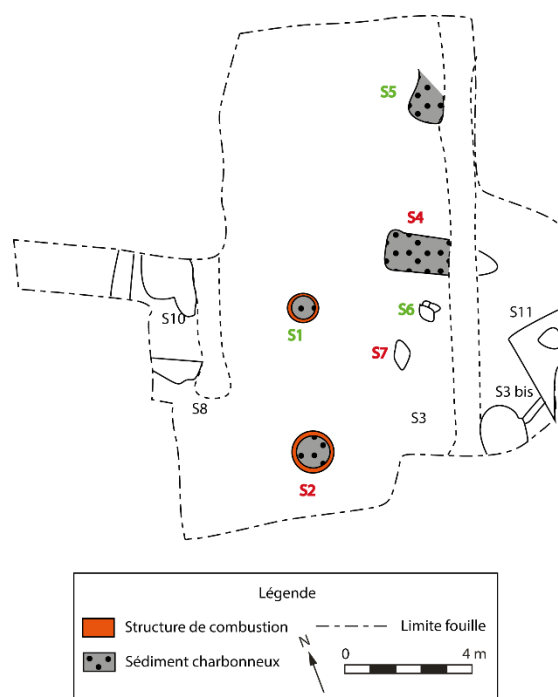 S5
S4
S6
S11
S10
S1
S7
S3 bis
S8
S3
S2
Légende
Structure de combustion
Limite fouille
Sédiment charbonneux
N
0 4 m